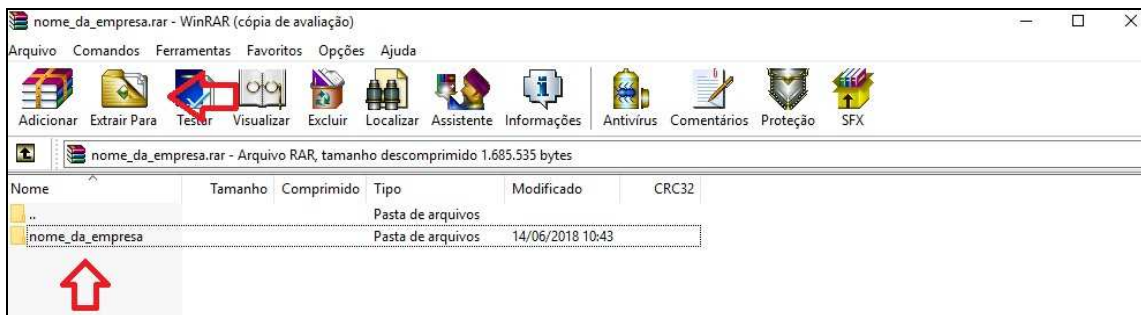 nome_da_empresa.rar - WinRAR (cópia de avaliação)
Arquivo Comandos Ferramentas Favoritos Opções Ajuda
Adicionar Extrair Para Testar Visualizar Excluir Localizar Assistente Informações Antivírus Comentários Proteção SFX
nome_da_empresa.rar - Arquivo RAR, tamanho descomprimido 1.685.535 bytes
Nome Tamanho Comprimido Tipo Modificado CRC32
.. Pasta de arquivos
nome_da_empresa Pasta de arquivos 14/06/2018 10:43